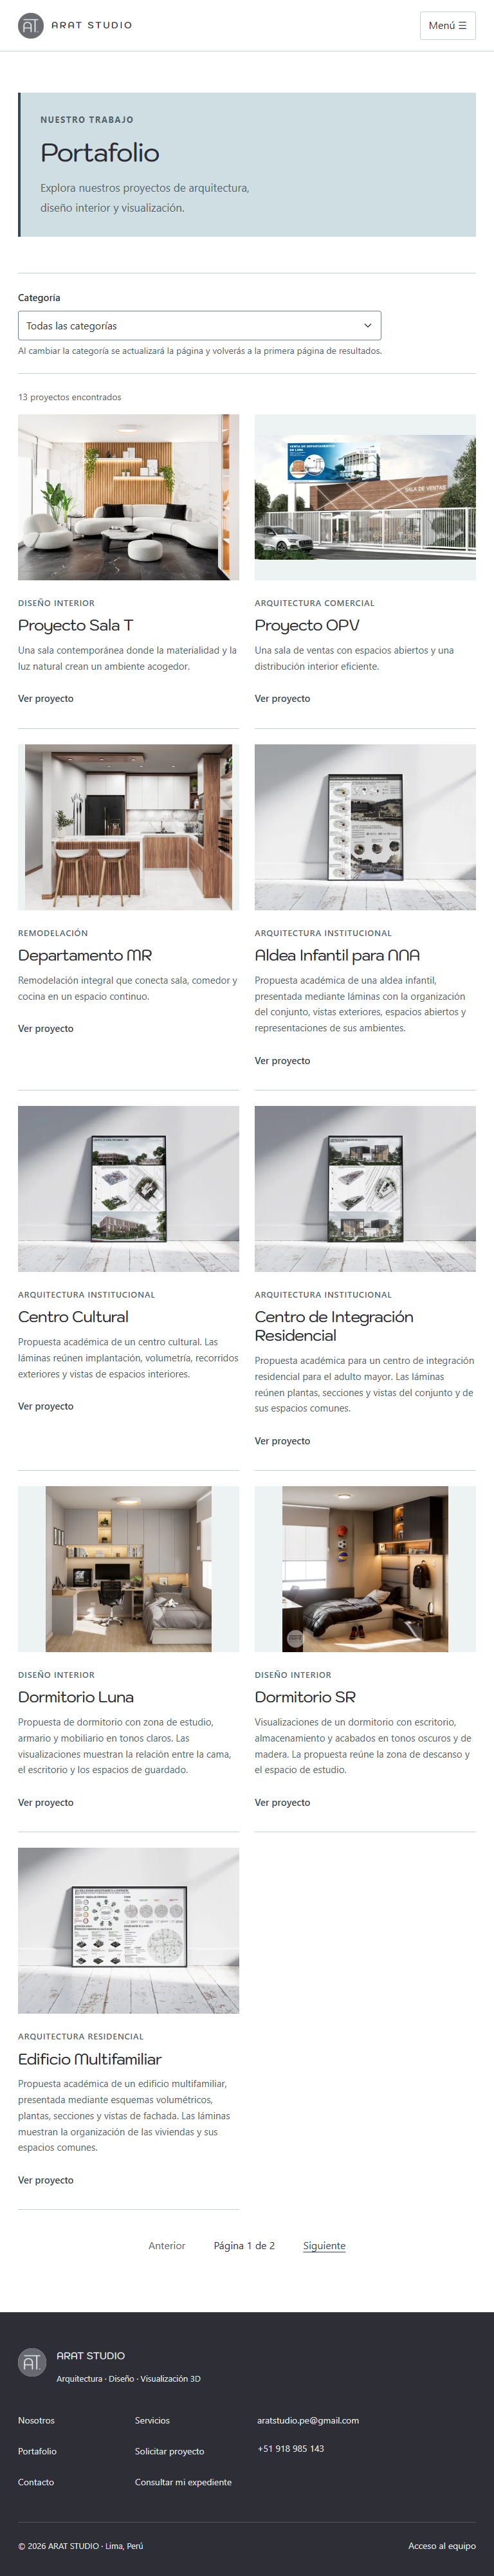 ARAT STUDIO
Menú ☰
NUESTRO TRABAJO
Portafolio
Explora nuestros proyectos de arquitectura,
diseño interior y visualización.
Categoría
Todas las categorías
Al cambiar la categoría se actualizará la página y volverás a la primera página de resultados.
13 proyectos encontrados
SALA DE VENTAS
DISEÑO INTERIOR
Proyecto Sala T
Una sala contemporánea donde la materialidad y la
luz natural crean un ambiente acogedor.
Ver proyecto
ARQUITECTURA COMERCIAL
Proyecto OPV
Una sala de ventas con espacios abiertos y una
distribución interior eficiente.
Ver proyecto
REMODELACIÓN
Departamento MR
Remodelación integral que conecta sala, comedor y
cocina en un espacio continuo.
Ver proyecto
ARQUITECTURA INSTITUCIONAL
Aldea Infantil para NNA
Propuesta académica de una aldea infantil,
presentada mediante láminas con la organización
del conjunto, vistas exteriores, espacios abiertos y
representaciones de sus ambientes.
Ver proyecto
ARQUITECTURA INSTITUCIONAL
Centro Cultural
Propuesta académica de un centro cultural. Las
láminas reúnen implantación, volumetría, recorridos
exteriores y vistas de espacios interiores.
Ver proyecto
ARQUITECTURA INSTITUCIONAL
Centro de Integración
Residencial
Propuesta académica para un centro de integración
residencial para el adulto mayor. Las láminas
reúnen plantas, secciones y vistas del conjunto y de
sus espacios comunes.
Ver proyecto
DISEÑO INTERIOR
Dormitorio Luna
Propuesta de dormitorio con zona de estudio,
armario y mobiliario en tonos claros. Las
visualizaciones muestran la relación entre la cama,
el escritorio y los espacios de guardado.
Ver proyecto
DISEÑO INTERIOR
Dormitorio SR
Visualizaciones de un dormitorio con escritorio,
almacenamiento y acabados en tonos oscuros y de
madera. La propuesta reúne la zona de descanso y
el espacio de estudio.
Ver proyecto
ARQUITECTURA RESIDENCIAL
Edificio Multifamiliar
Propuesta académica de un edificio multifamiliar,
presentada mediante esquemas volumétricos,
plantas, secciones y vistas de fachada. Las láminas
muestran la organización de las viviendas y sus
espacios comunes.
Ver proyecto
Anterior
Página 1 de 2
Siguiente
AT.
ARAT STUDIO
Arquitectura · Diseño · Visualización 3D
Nosotros
Servicios
aratstudio.pe@gmail.com
Portafolio
Solicitar proyecto
+51 918 985 143
Contacto
Consultar mi expediente
© 2026 ARAT STUDIO · Lima, Perú
Acceso al equipo